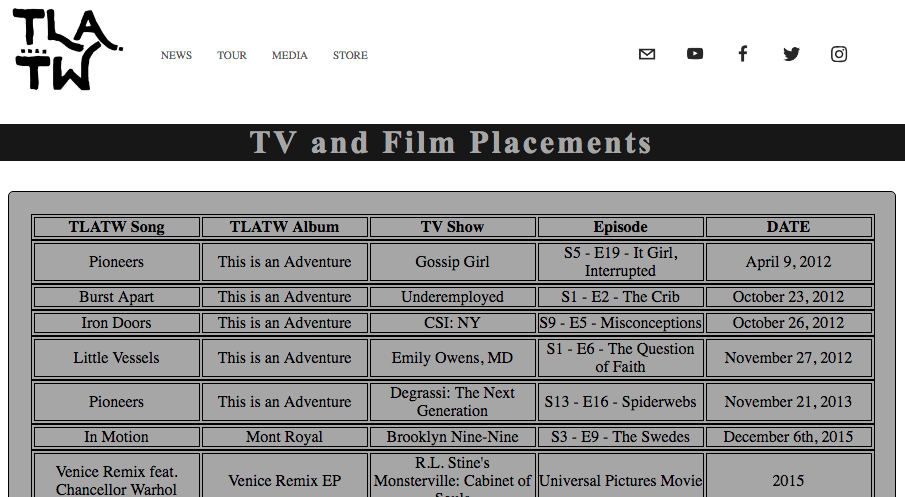 TLA.
TW
NEWS TOUR MEDIA STORE
TV and Film Placements
TLATW Song TLATW Album TV Show Episode DATE
Pioneers This is an Adventure Gossip Girl S5 - E19 - It Girl, Interrupted April 9, 2012
Burst Apart This is an Adventure Underemployed S1 - E2 - The Crib October 23, 2012
Iron Doors This is an Adventure CSI: NY S9 - E5 - Misconceptions October 26, 2012
Little Vessels This is an Adventure Emily Owens, MD S1 - E6 - The Question of Faith November 27, 2012
Pioneers This is an Adventure Degrassi: The Next Generation S13 - E16 - Spiderwebs November 21, 2013
In Motion Mont Royal Brooklyn Nine-Nine S3 - E9 - The Swedes December 6th, 2015
Venice Remix feat. Chancellor Warhol Venice Remix EP R.L. Stine's Monsterville: Cabinet of Souls Universal Pictures Movie 2015